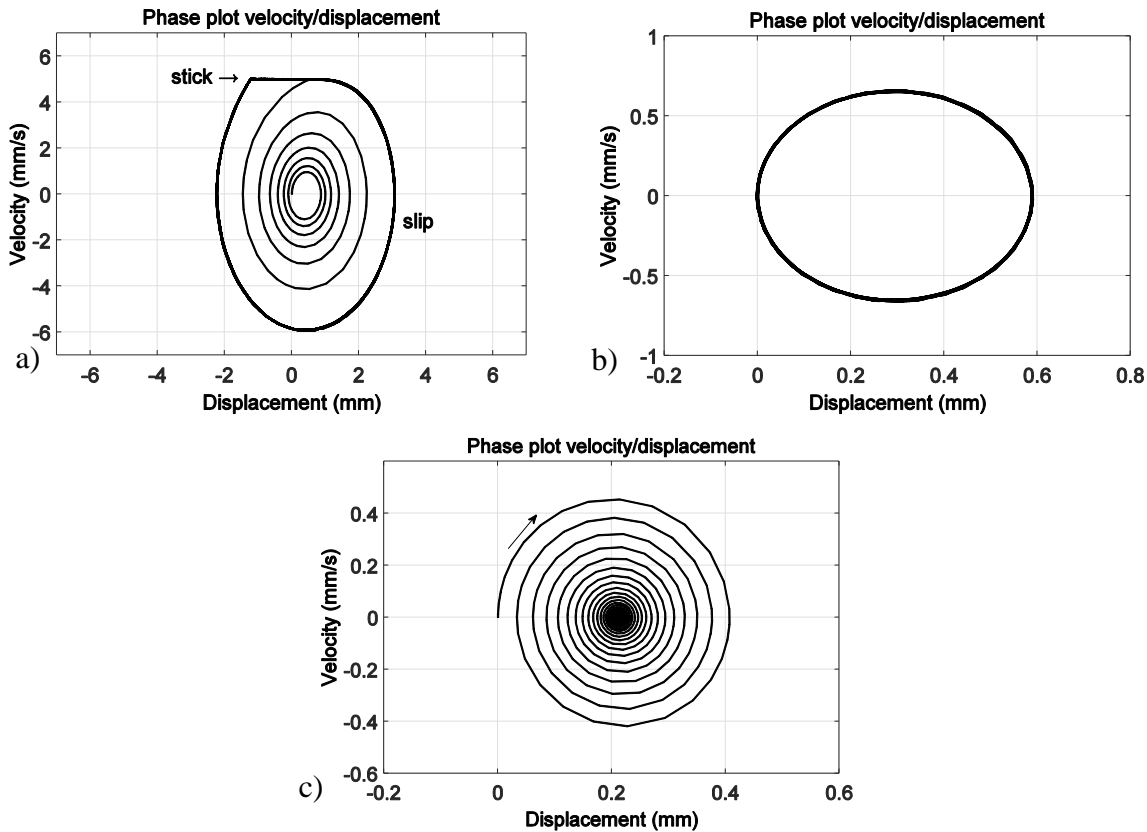 Phase plot velocity/displacement
6
4
2
0
-2
-4
-6
Velocity (mm/s)
stick →
slip
-6 -4 -2 0 2 4 6
Displacement (mm)
a)
Phase plot velocity/displacement
1
0.5
0
-0.5
-1
Velocity (mm/s)
-0.2 0 0.2 0.4 0.6 0.8
Displacement (mm)
b)
Phase plot velocity/displacement
0.4
0.2
0
-0.2
-0.4
-0.6
Velocity (mm/s)
-0.2 0 0.2 0.4 0.6
Displacement (mm)
c)